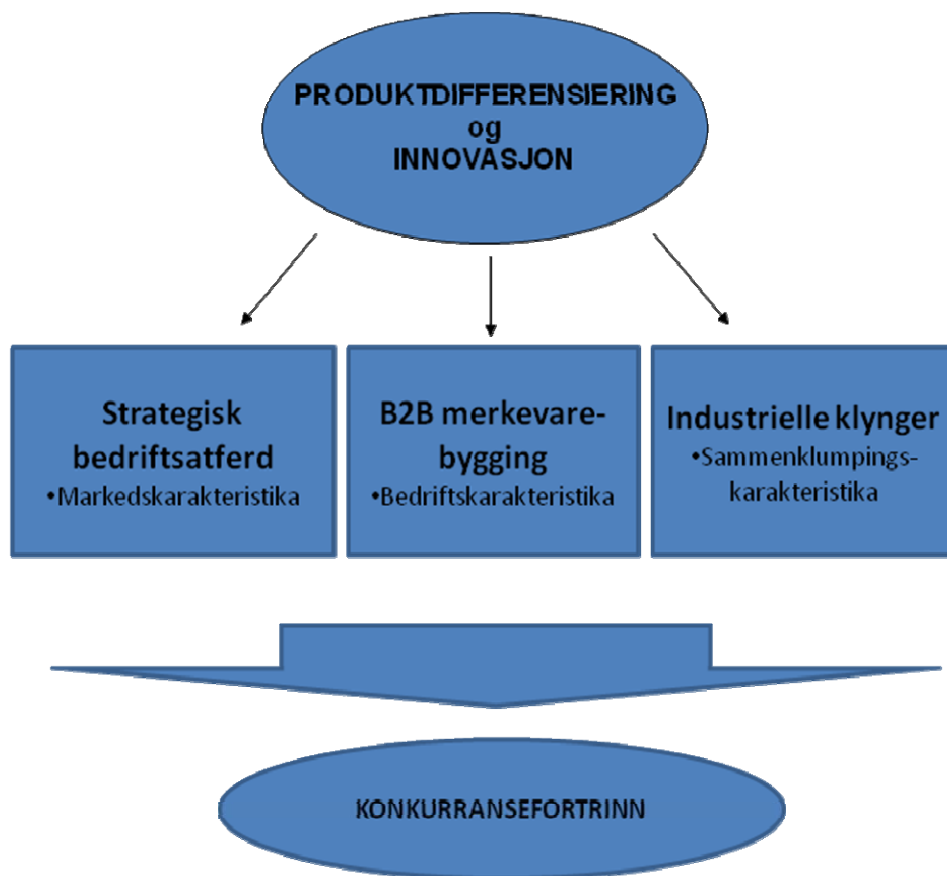 PRODUKTDIFFERENSIERING
og
INNOVASJON
Strategisk
bedriftsatferd
•Markedskarakteristika
B2B merkevare-
bygging
•Bedriftskarakteristika
Industrielle klynger
•Sammenklumpings-
karakteristika
KONKURRANSEFORTRINN